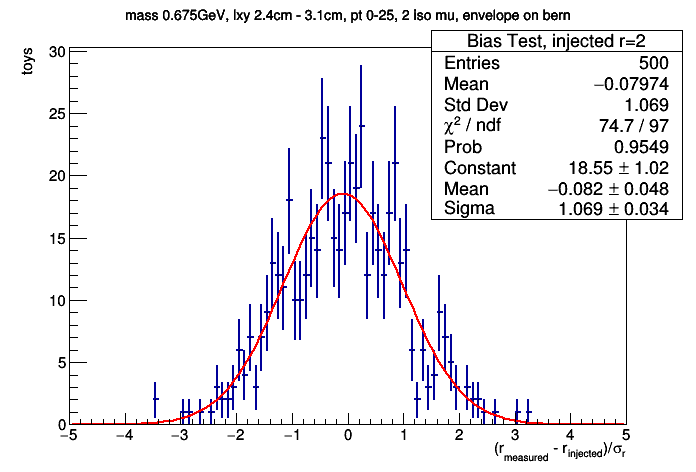 mass 0.675GeV, lxy 2.4cm - 3.1cm, pt 0-25, 2 iso mu, envelope on bern
Bias Test, injected r=2
Entries 500
Mean −0.07974
Std Dev 1.069
χ² / ndf 74.7 / 97
Prob 0.9549
Constant 18.55 ± 1.02
Mean −0.082 ± 0.048
Sigma 1.069 ± 0.034
toys
30
25
20
15
10
5
0
−5 −4 −3 −2 −1 0 1 2 3 4 5
(r_measured - r_injected)/σ_r